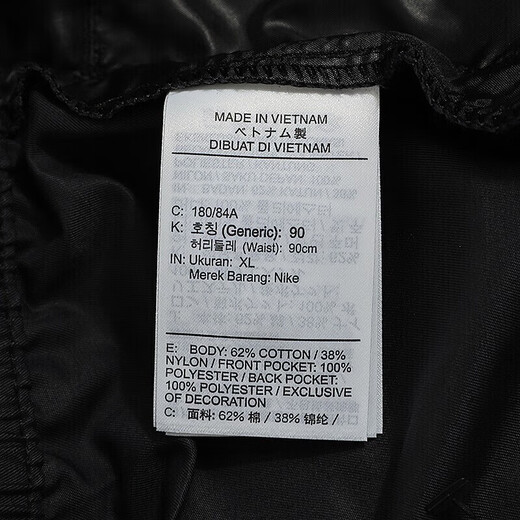 MADE IN VIETNAM
ベトナム製
DIBUAT DI VIETNAM
C: 180/84A
K: 호칭 (Generic): 90
허리둘레 (Waist): 90cm
IN: Ukuran: XL
Merek Barang: Nike
E: BODY: 62% COTTON / 38%
NYLON / FRONT POCKET: 100%
POLYESTER / BACK POCKET:
100% POLYESTER / EXCLUSIVE
OF DECORATION
C: 面料: 62% 棉 / 38% 锦纶 /